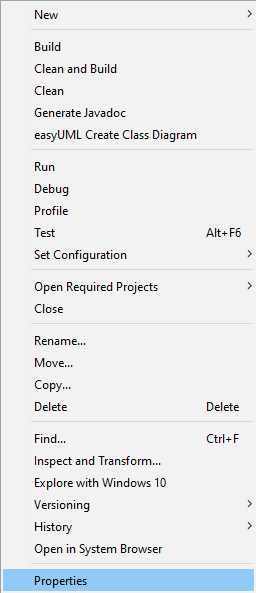 New
Build
Clean and Build
Clean
Generate Javadoc
easyUML Create Class Diagram
Run
Debug
Profile
Test Alt+F6
Set Configuration
Open Required Projects
Close
Rename...
Move...
Copy...
Delete Delete
Find... Ctrl+F
Inspect and Transform...
Explore with Windows 10
Versioning
History
Open in System Browser
Properties